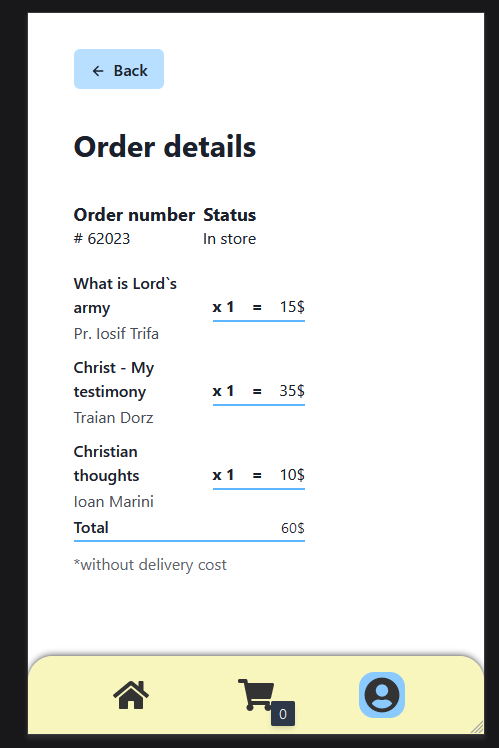 ← Back
Order details
Order number Status
# 62023 In store
What is Lord`s
army
x 1 = 15$
Pr. Iosif Trifa
Christ - My
testimony
x 1 = 35$
Traian Dorz
Christian
thoughts
x 1 = 10$
Ioan Marini
Total 60$
*without delivery cost
0